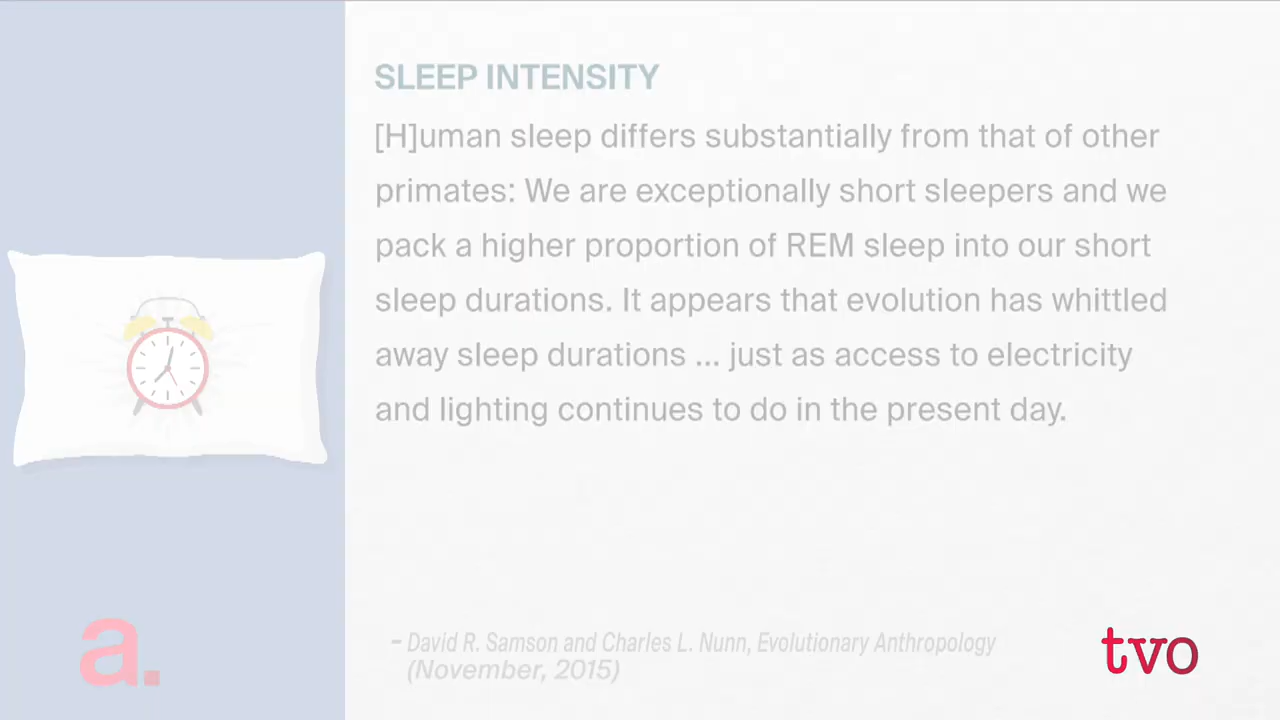 SLEEP INTENSITY
[H]uman sleep differs substantially from that of other
primates: We are exceptionally short sleepers and we
pack a higher proportion of REM sleep into our short
sleep durations. It appears that evolution has whittled
away sleep durations ... just as access to electricity
and lighting continues to do in the present day.
– David R. Samson and Charles L. Nunn, Evolutionary Anthropology
(November, 2015)
a.
tvo